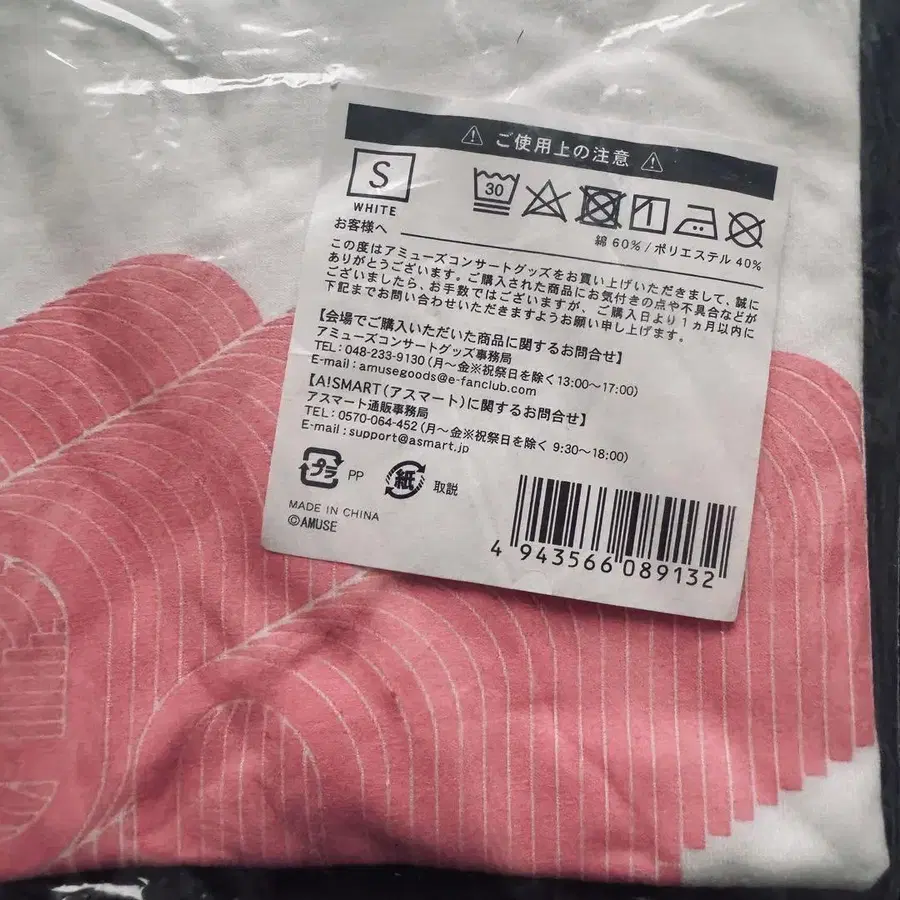 ⚠ ご使用上の注意 ⚠
S
WHITE
30
綿 60%/ポリエステル 40%
お客様へ
この度はアミューズコンサートグッズをお買い上げいただきまして、誠に
ありがとうございます。ご購入された商品にお気付きの点や不具合などが
ございましたら、お手数ではございますが、ご購入日より1ヵ月以内に
下記までお問い合わせいただきますようお願い申し上げます。
【会場でご購入いただいた商品に関するお問合せ】
アミューズコンサートグッズ事務局
TEL:048-233-9130(月～金※祝祭日を除く13:00～17:00)
E-mail:amusegoods@e-fanclub.com
【A!SMART(アスマート)に関するお問合せ】
アスマート通販事務局
TEL:0570-064-452(月～金※祝祭日を除く 9:30～18:00)
E-mail:support@asmart.jp
プラ PP 紙 取説
MADE IN CHINA
©AMUSE
4 943566 089132